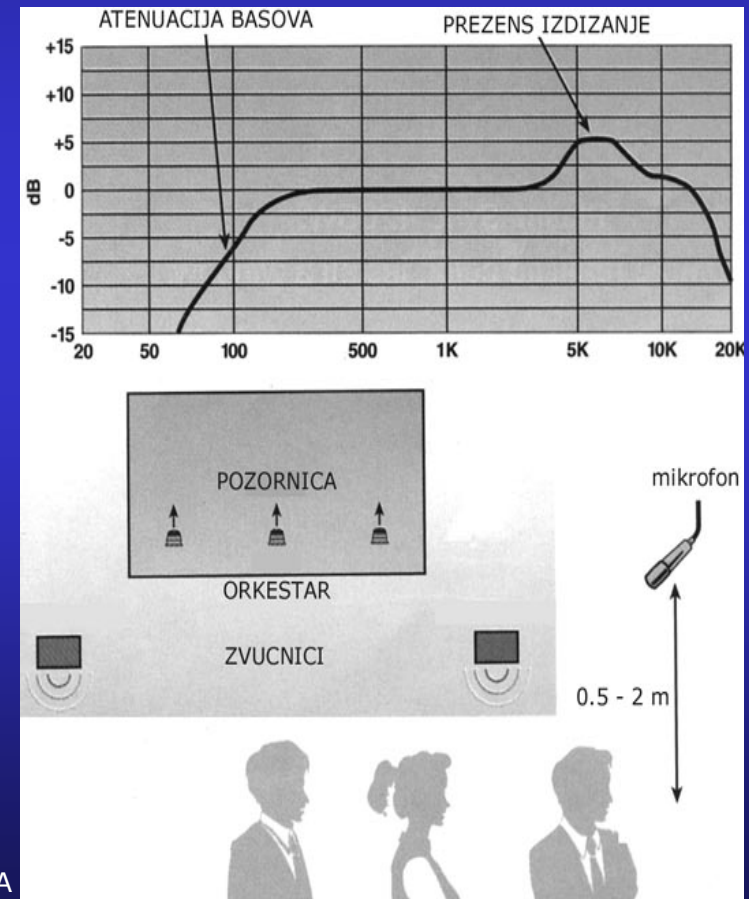 ATENUACIJA BASOVA
PREZENS IZDIZANJE
+15
+10
+5
0
-5
-10
-15
dB
20 50 100 500 1K 5K 10K 20K
POZORNICA
mikrofon
ORKESTAR
ZVUCNICI
0.5 - 2 m
A